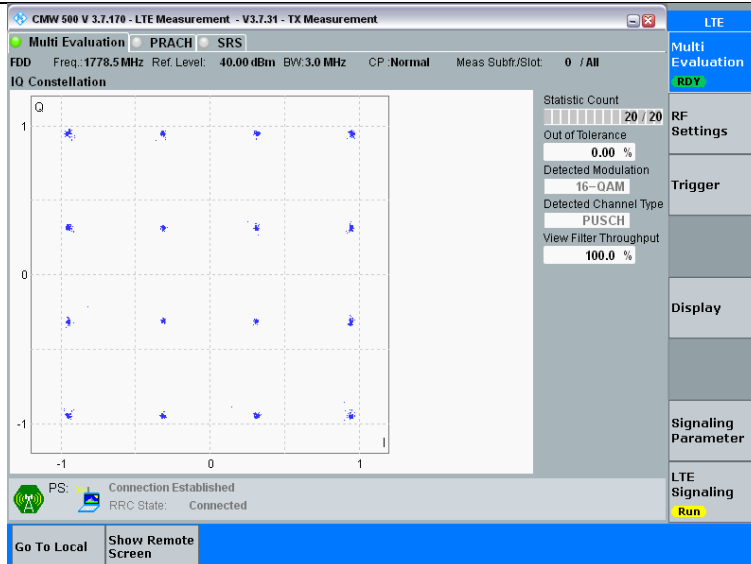 CMW 500 V 3.7.170 - LTE Measurement - V3.7.31 - TX Measurement
LTE
Multi Evaluation PRACH SRS
FDD Freq.:1778.5 MHz Ref. Level: 40.00 dBm BW:3.0 MHz CP :Normal Meas Subfr./Slot: 0 / All
IQ Constellation
Q
1
0
-1
I
-1 0 1
Statistic Count
20 / 20
Out of Tolerance
0.00 %
Detected Modulation
16-QAM
Detected Channel Type
PUSCH
View Filter Throughput
100.0 %
Multi
Evaluation
RDY
RF
Settings
Trigger
Display
Signaling
Parameter
LTE
Signaling
Run
PS: Connection Established
RRC State: Connected
Go To Local
Show Remote
Screen